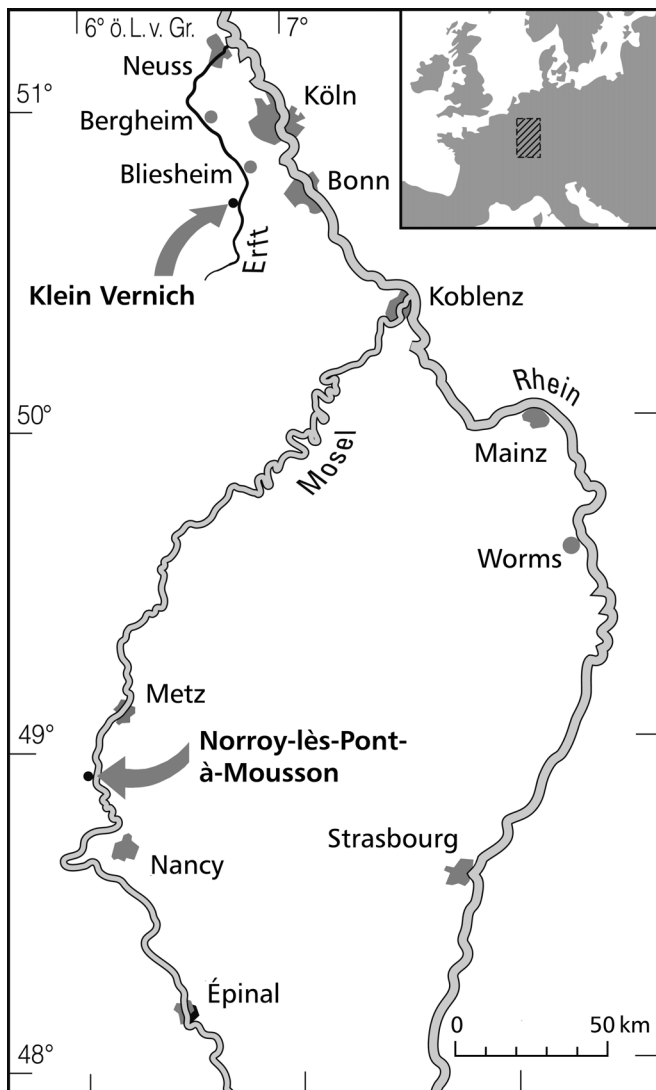 6° ö. L. v. Gr.
7°
Neuss
51°
Köln
Bergheim
Bliesheim
Bonn
Erft
Klein Vernich
Koblenz
Rhein
50°
Mainz
Mosel
Worms
Metz
49°
Norroy-lès-Pont-
à-Mousson
Strasbourg
Nancy
Épinal
0 50 km
48°